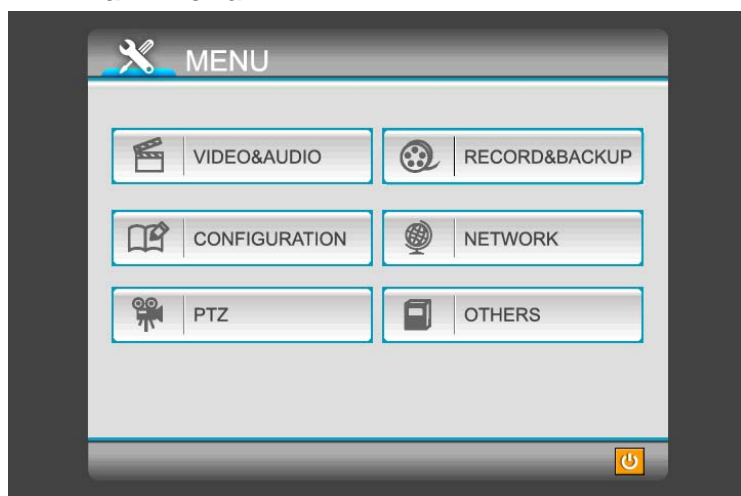 MENU
VIDEO&AUDIO
RECORD&BACKUP
CONFIGURATION
NETWORK
PTZ
OTHERS